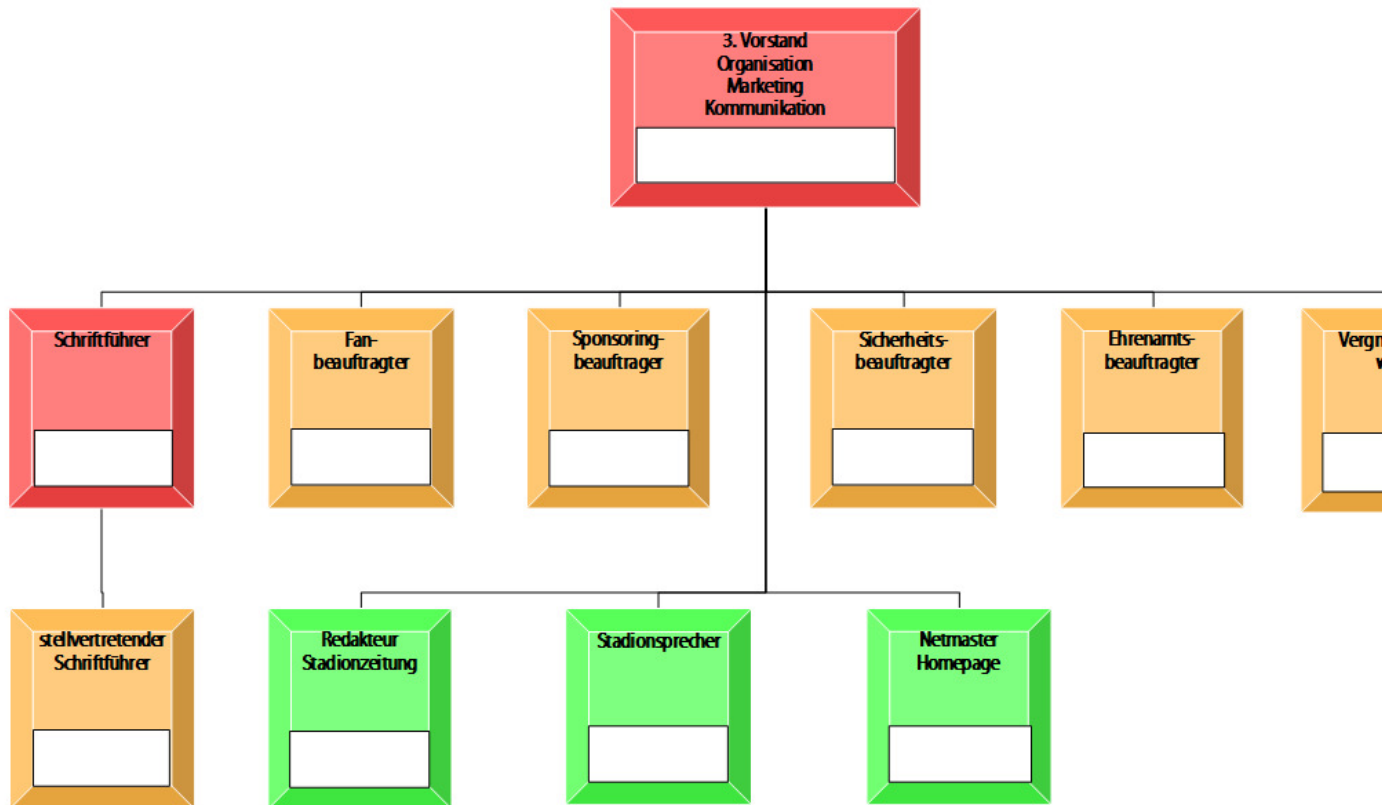 3. Vorstand
Organisation
Marketing
Kommunikation
Schriftführer
Fan-
beauftragter
Sponsoring-
beauftrager
Sicherheits-
beauftragter
Ehrenamts-
beauftragter
stellvertretender
Schriftführer
Redakteur
Stadionzeitung
Stadionsprecher
Netmaster
Homepage